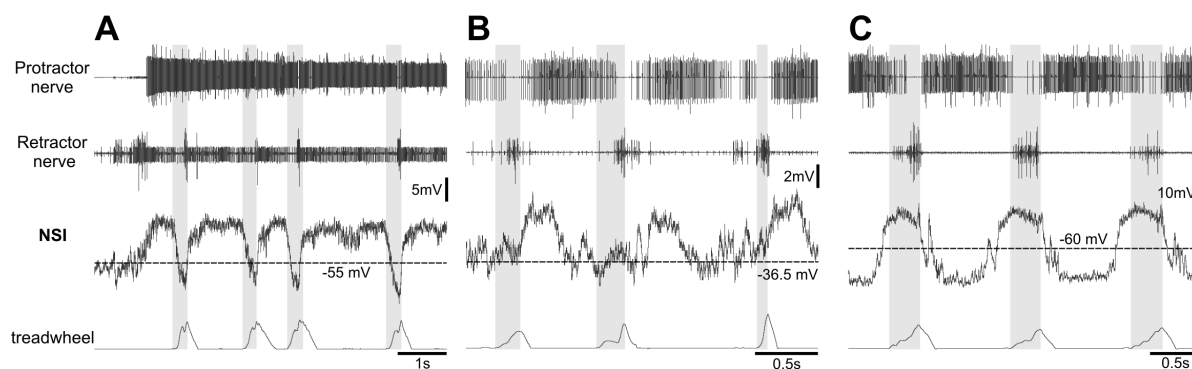 A
B
C
Protractor
nerve
Retractor
nerve
5mV
2mV
10mV
NSI
-55 mV
-36.5 mV
-60 mV
treadwheel
1s
0.5s
0.5s